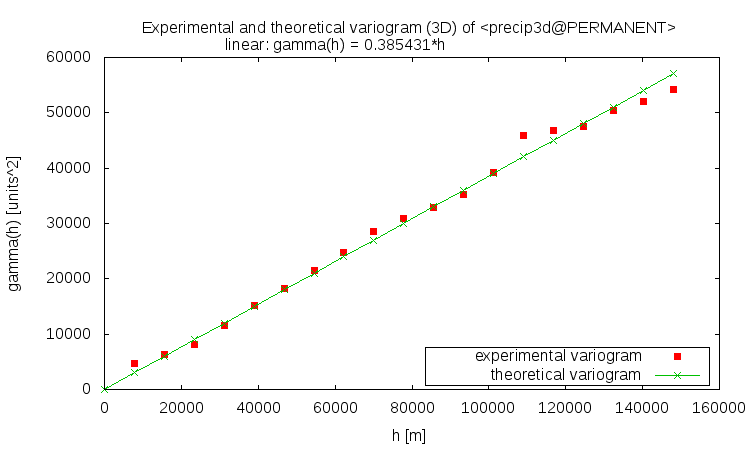 Experimental and theoretical variogram (3D) of <precip3d@PERMANENT>
linear: gamma(h) = 0.385431*h
60000
50000
40000
30000
20000
10000
0
gamma(h) [units^2]
experimental variogram
theoretical variogram
0 20000 40000 60000 80000 100000 120000 140000 160000
h [m]